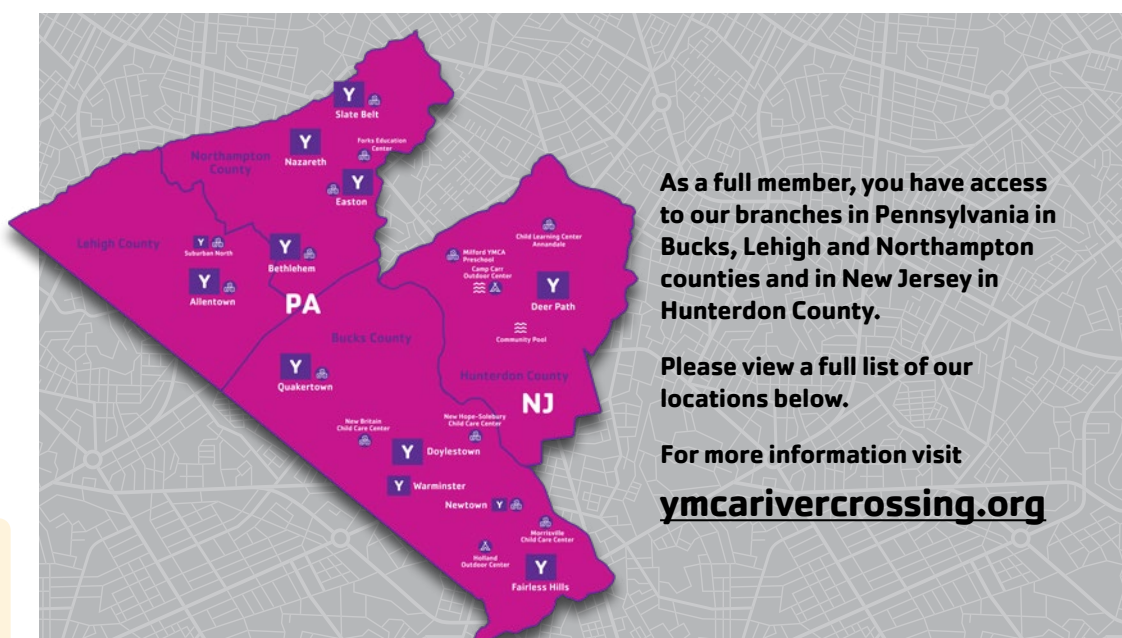 Y
Slate Belt
Y
Nazareth
Forks Education
Center
Northampton
County
Y
Easton
Lehigh County
Y
Suburban North
Y
Bethlehem
Y
Allentown
PA
Child Learning Center
Annandale
Milford YMCA
Preschool
Camp Carr
Outdoor Center
Y
Deer Path
Community Pool
Bucks County
Y
Quakertown
Hunterdon County
NJ
New Britain
Child Care Center
New Hope-Solebury
Child Care Center
Y Doylestown
Y Warminster
Newtown Y
Morrisville
Child Care Center
Holland
Outdoor Center
Y
Fairless Hills
As a full member, you have access
to our branches in Pennsylvania in
Bucks, Lehigh and Northampton
counties and in New Jersey in
Hunterdon County.
Please view a full list of our
locations below.
For more information visit
ymcarivercrossing.org